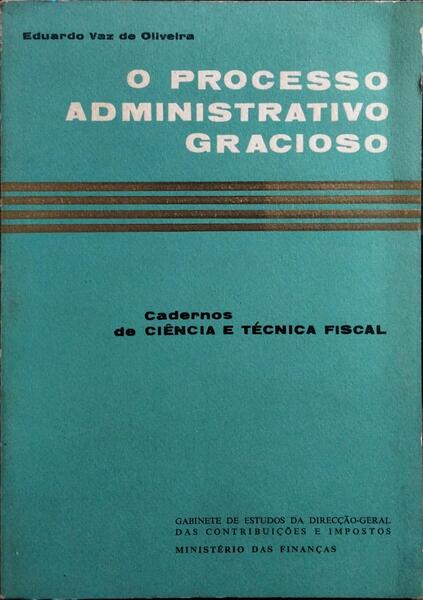 Eduardo Vaz de Oliveira
O PROCESSO
ADMINISTRATIVO
GRACIOSO
Cadernos
de CIÊNCIA E TÉCNICA FISCAL
GABINETE DE ESTUDOS DA DIRECÇÃO-GERAL
DAS CONTRIBUIÇÕES E IMPOSTOS
MINISTÉRIO DAS FINANÇAS